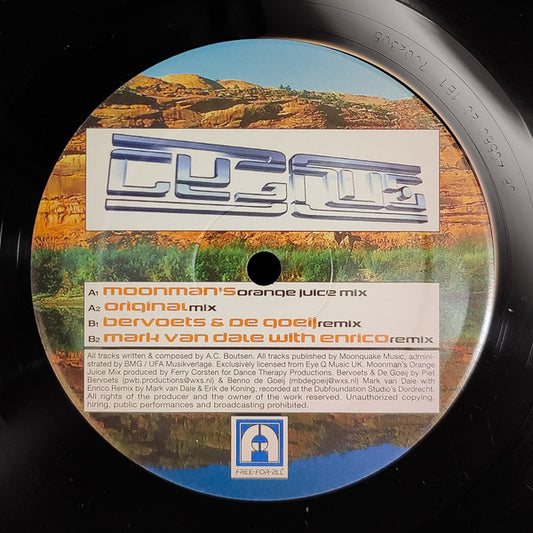 CYGNUS
A1 MOONMAN'S orange juice mix
A2 original mix
B1 bervoets & de goeij remix
B2 mark van dale with enrico remix
All tracks written & composed by A.C. Boutsen. All tracks published by Moonquake Music, admini-
strated by BMG / UFA Musikverlage. Exclusively licensed from Eye Q Music UK. Moonman's Orange
Juice Mix produced by Ferry Corsten for Dance Therapy Productions. Bervoets & De Goeij by Piet
Bervoets (pwb.productions@wxs.nl) & Benno de Goeij (mbdegoeij@wxs.nl) Mark van Dale with
Enrico Remix by Mark van Dale & Erik de Koning, recorded at the Dubfoundation Studio's Dordrecht.
All rights of the producer and the owner of the work reserved. Unauthorized copying,
hiring, public performances and broadcasting prohibited.
FREE-FOR-ALL